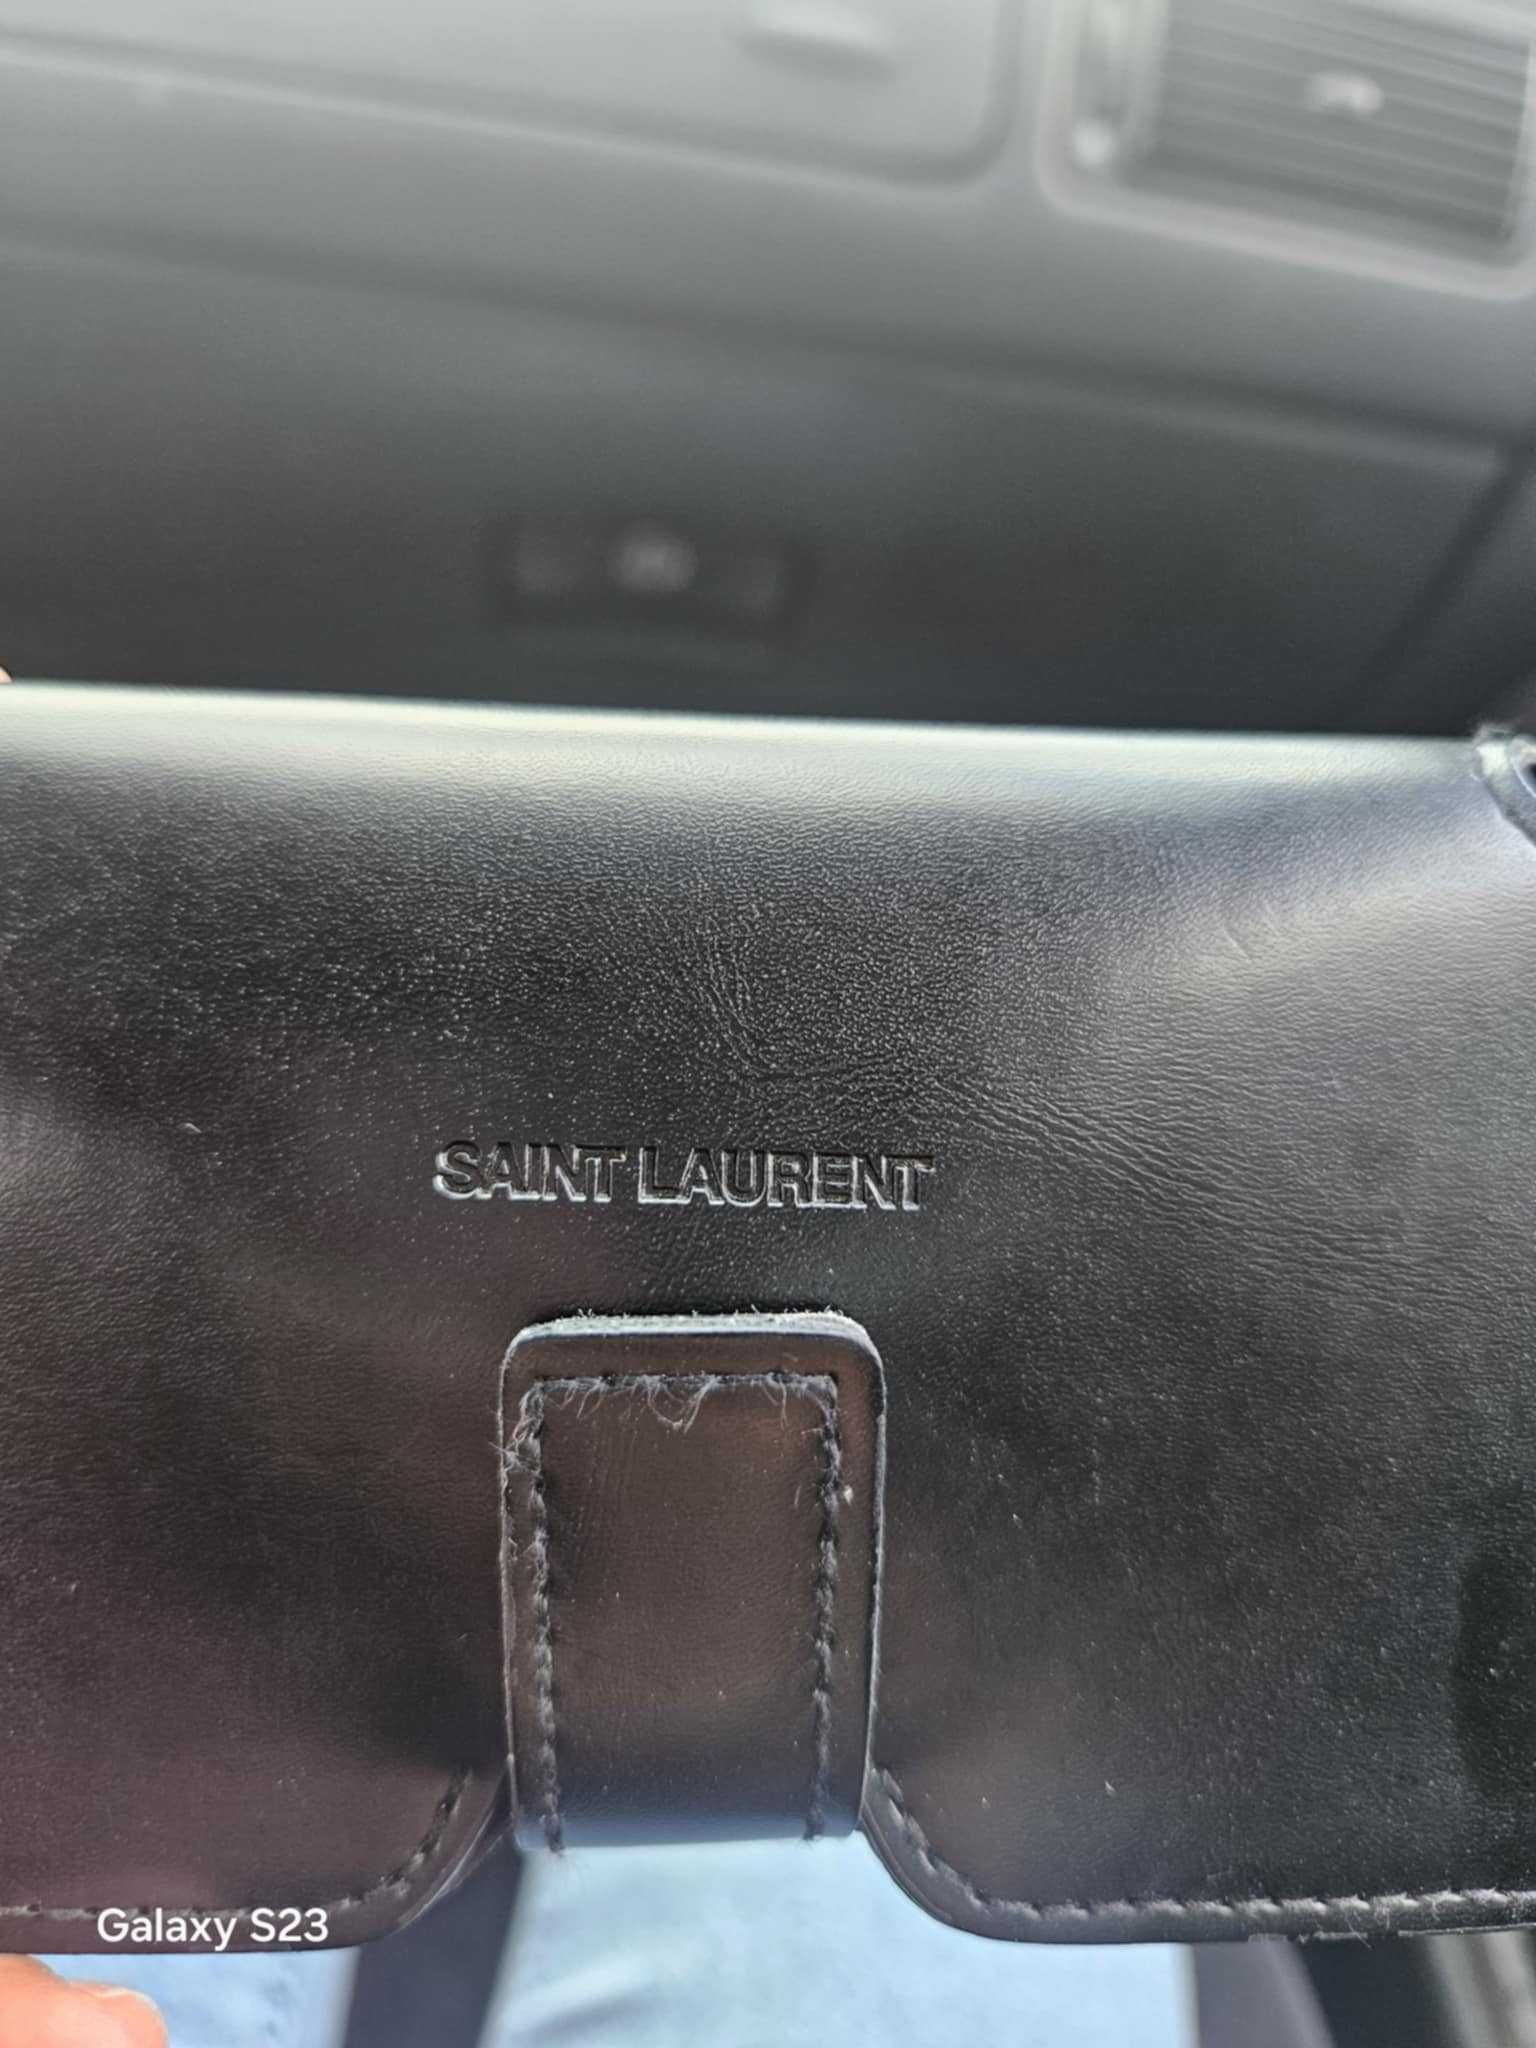 SAINT LAURENT
Galaxy S23